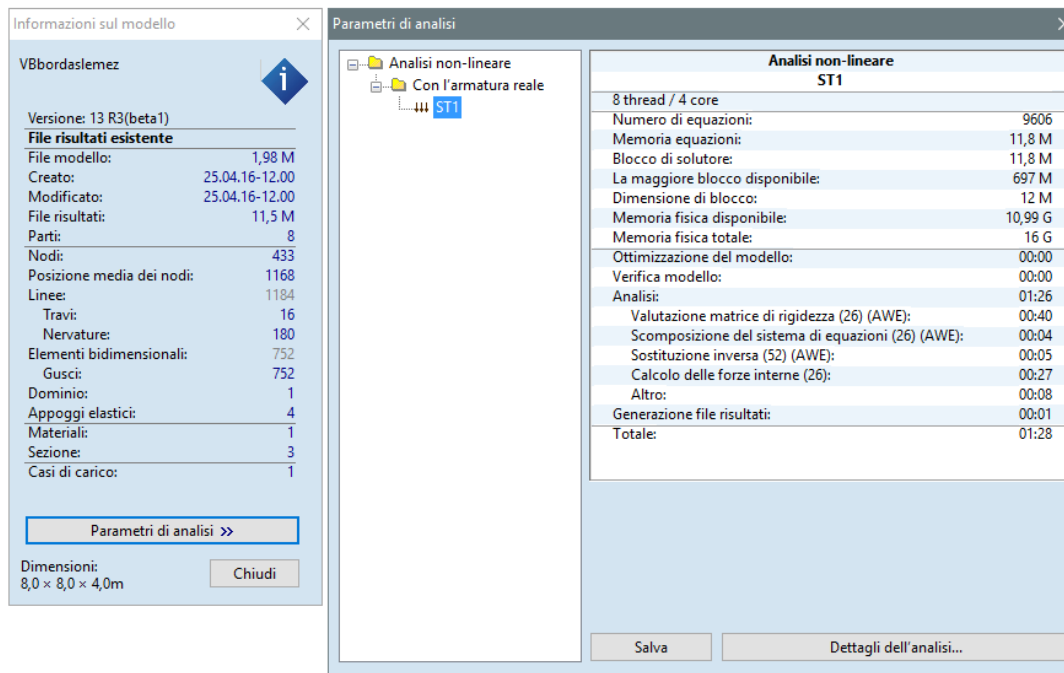 Informazioni sul modello
VBbordaslemez
Versione: 13 R3(beta1)
File risultati esistente
File modello: 1,98 M
Creato: 25.04.16-12.00
Modificato: 25.04.16-12.00
File risultati: 11,5 M
Parti: 8
Nodi: 433
Posizione media dei nodi: 1168
Linee: 1184
Travi: 16
Nervature: 180
Elementi bidimensionali: 752
Gusci: 752
Dominio: 1
Appoggi elastici: 4
Materiali: 1
Sezione: 3
Casi di carico: 1
Parametri di analisi >>
Dimensioni:
8,0 × 8,0 × 4,0m
Chiudi
Parametri di analisi
Analisi non-lineare
Con l'armatura reale
ST1
Analisi non-lineare
ST1
8 thread / 4 core
Numero di equazioni: 9606
Memoria equazioni: 11,8 M
Blocco di solutore: 11,8 M
La maggiore blocco disponibile: 697 M
Dimensione di blocco: 12 M
Memoria fisica disponibile: 10,99 G
Memoria fisica totale: 16 G
Ottimizzazione del modello: 00:00
Verifica modello: 00:00
Analisi: 01:26
Valutazione matrice di rigidezza (26) (AWE): 00:40
Scomposizione del sistema di equazioni (26) (AWE): 00:04
Sostituzione inversa (52) (AWE): 00:05
Calcolo delle forze interne (26): 00:27
Altro: 00:08
Generazione file risultati: 00:01
Totale: 01:28
Salva
Dettagli dell'analisi...